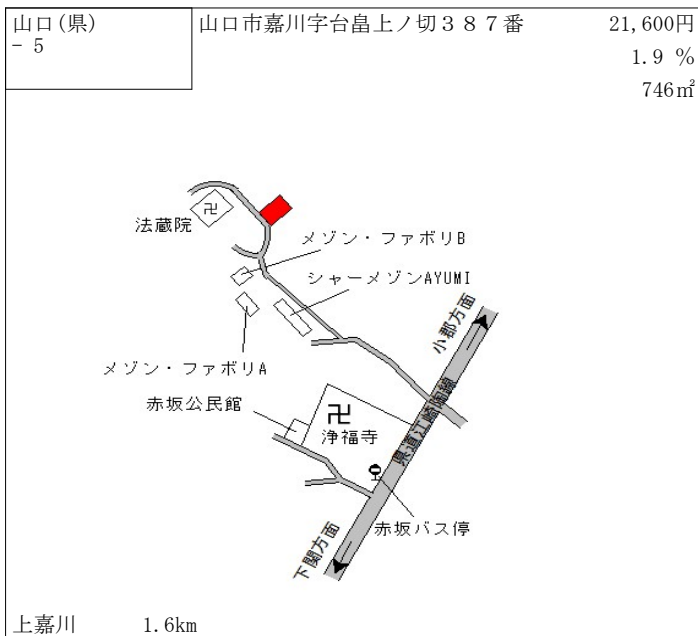 山口(県)
- 5
山口市嘉川字台畠上ノ切387番
21,600円
1.9 %
746㎡
卍
法蔵院
メゾン・ファボリB
シャーメゾンAYUMI
小郡方面
メゾン・ファボリA
県道江崎陶線
赤坂公民館
卍
浄福寺
赤坂バス停
下関方面
上嘉川 1.6km